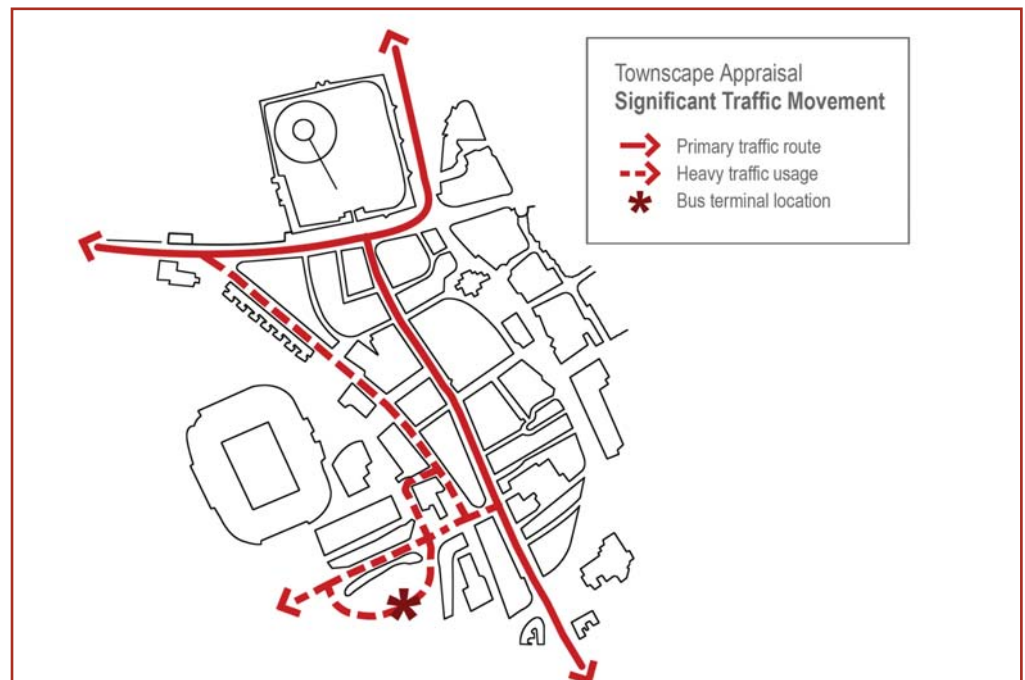 Townscape Appraisal
Significant Traffic Movement
Primary traffic route
Heavy traffic usage
Bus terminal location